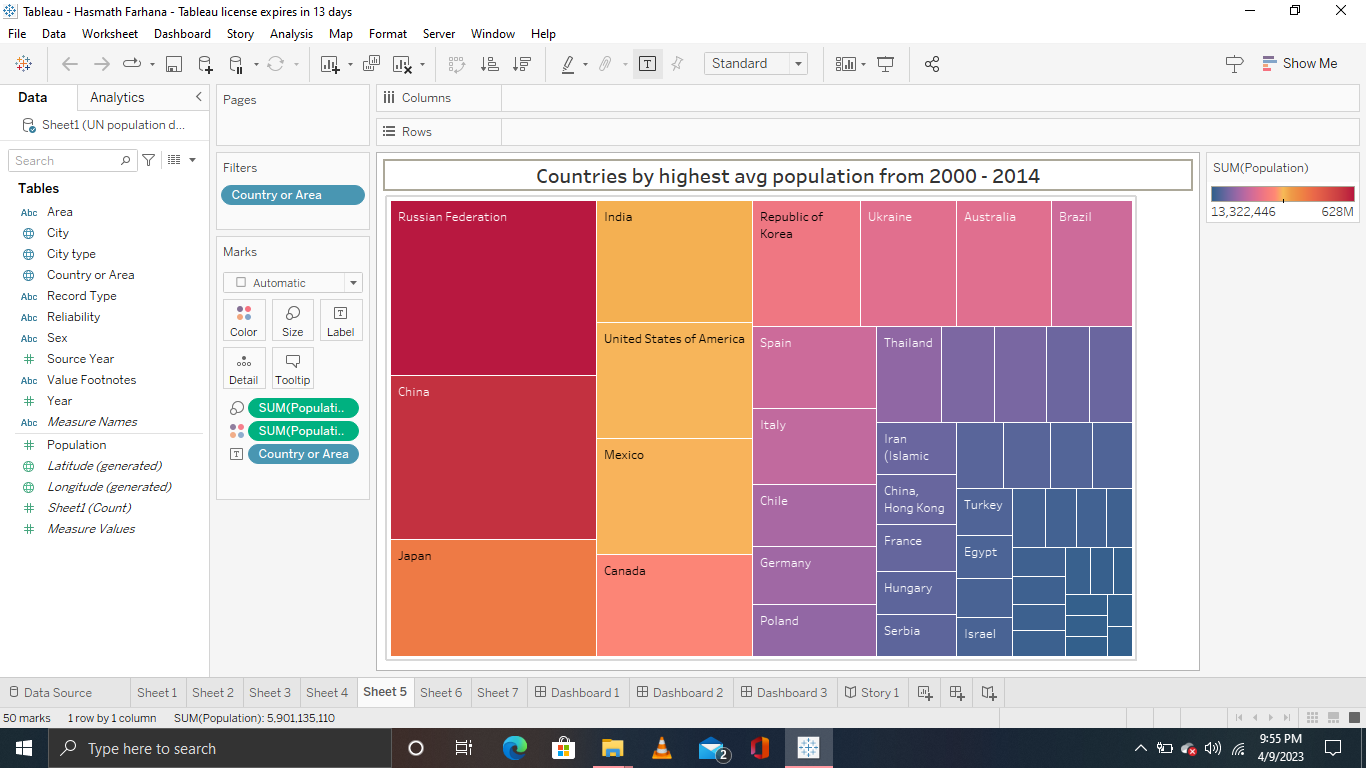 Tableau - Hasmath Farhana - Tableau license expires in 13 days
File Data Worksheet Dashboard Story Analysis Map Format Server Window Help
Standard
Show Me
Data Analytics
Sheet1 (UN population d...
Search
Tables
Abc Area
City
City type
Country or Area
Abc Record Type
Abc Reliability
Abc Sex
Source Year
Abc Value Footnotes
Year
Abc Measure Names
Population
Latitude (generated)
Longitude (generated)
Sheet1 (Count)
Measure Values
Pages
Filters
Country or Area
Marks
Automatic
Color Size Label
Detail Tooltip
SUM(Populati..
SUM(Populati..
Country or Area
Columns
Rows
Countries by highest avg population from 2000 - 2014
Russian Federation
China
Japan
India
United States of America
Mexico
Canada
Republic of
Korea
Ukraine
Australia
Brazil
Spain
Italy
Chile
Germany
Poland
Thailand
Iran
(Islamic
China,
Hong Kong
France
Hungary
Serbia
Turkey
Egypt
Israel
SUM(Population)
13,322,446 628M
Data Source Sheet 1 Sheet 2 Sheet 3 Sheet 4 Sheet 5 Sheet 6 Sheet 7 Dashboard 1 Dashboard 2 Dashboard 3 Story 1
50 marks 1 row by 1 column SUM(Population): 5,901,135,110
Type here to search
2
9:55 PM
4/9/2023